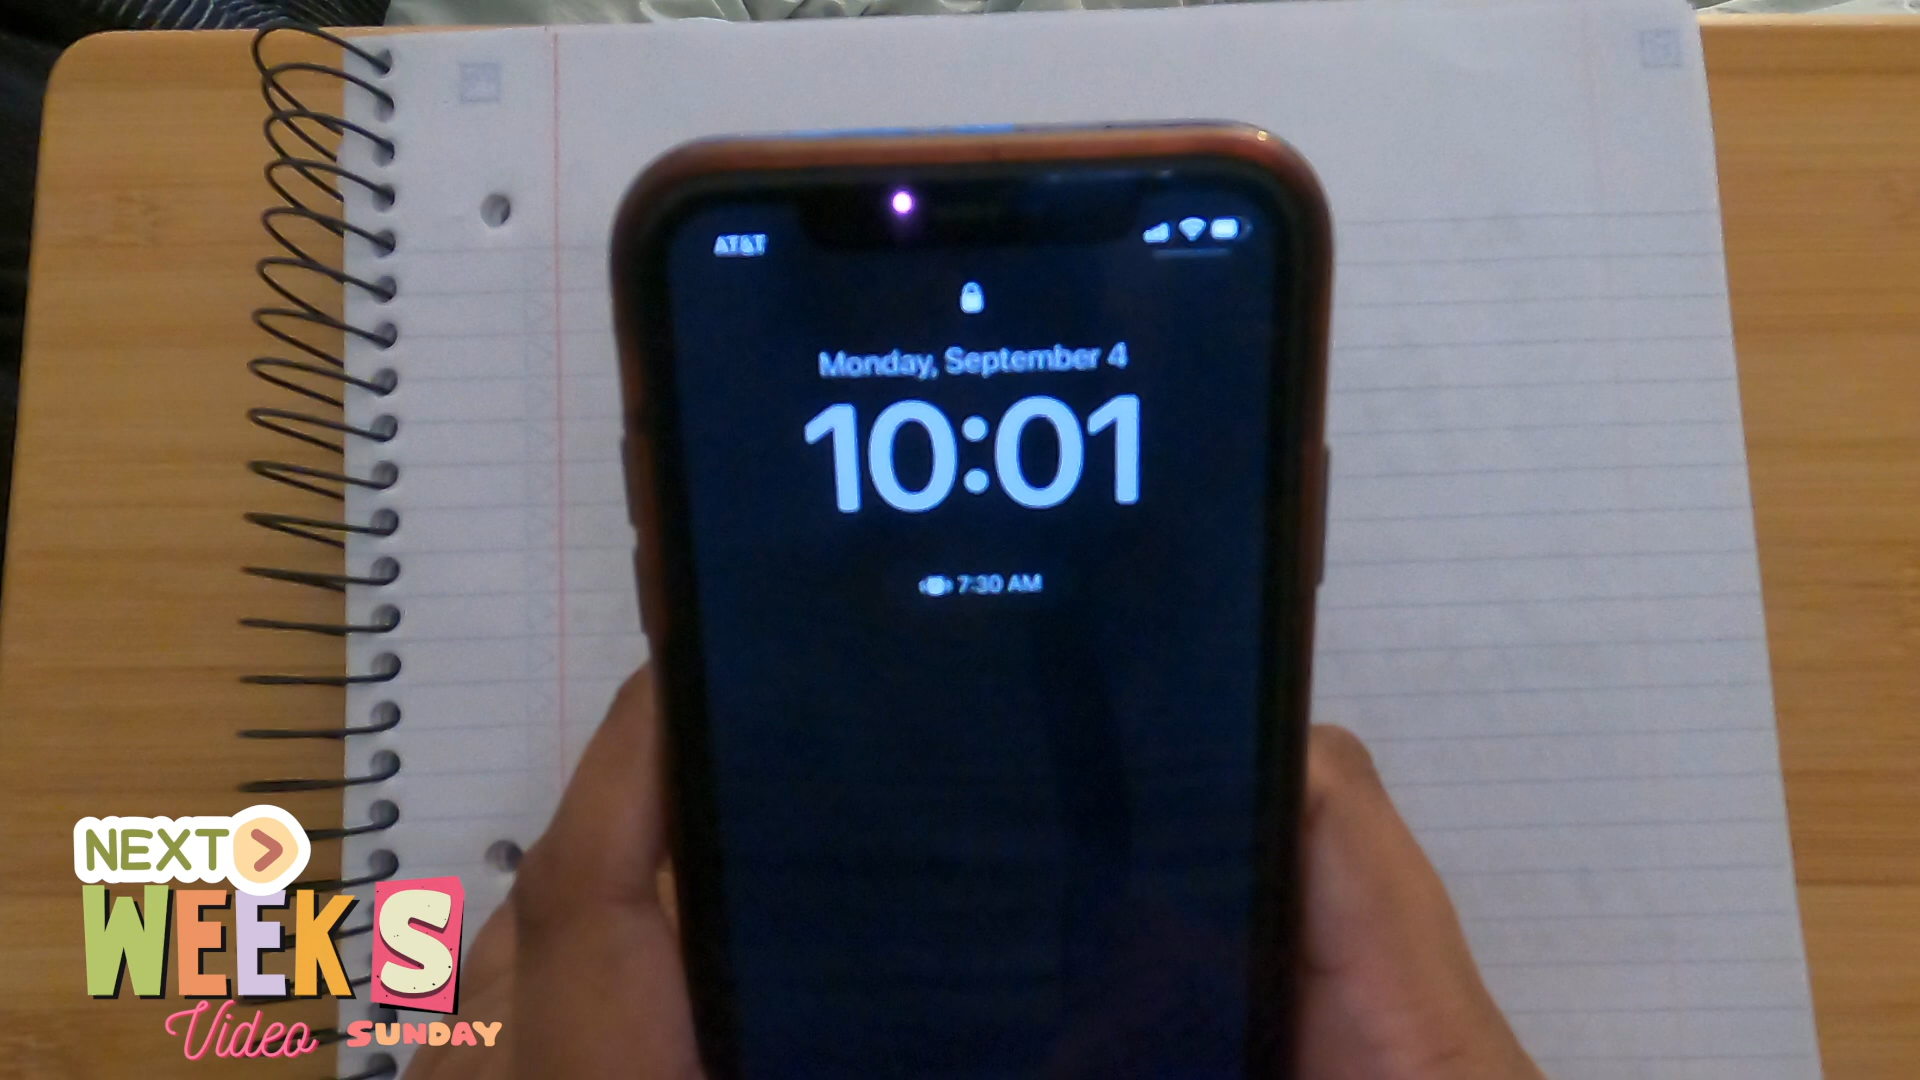 AT&T
Monday, September 4
10:01
7:30 AM
NEXT
WEEKS
Video SUNDAY